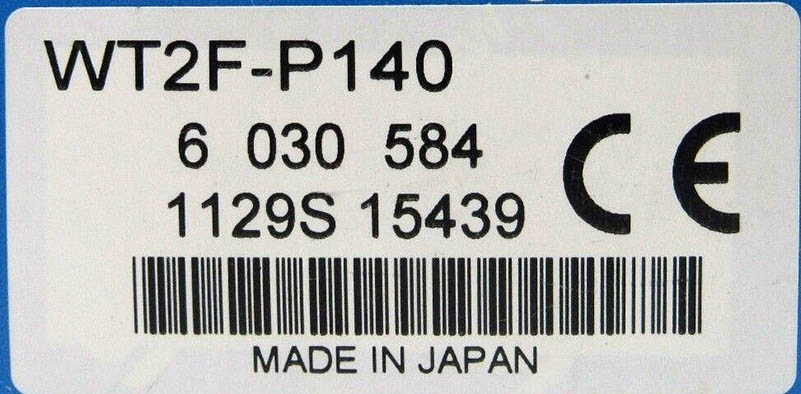 WT2F-P140
6 030 584
1129S 15439
CE
MADE IN JAPAN